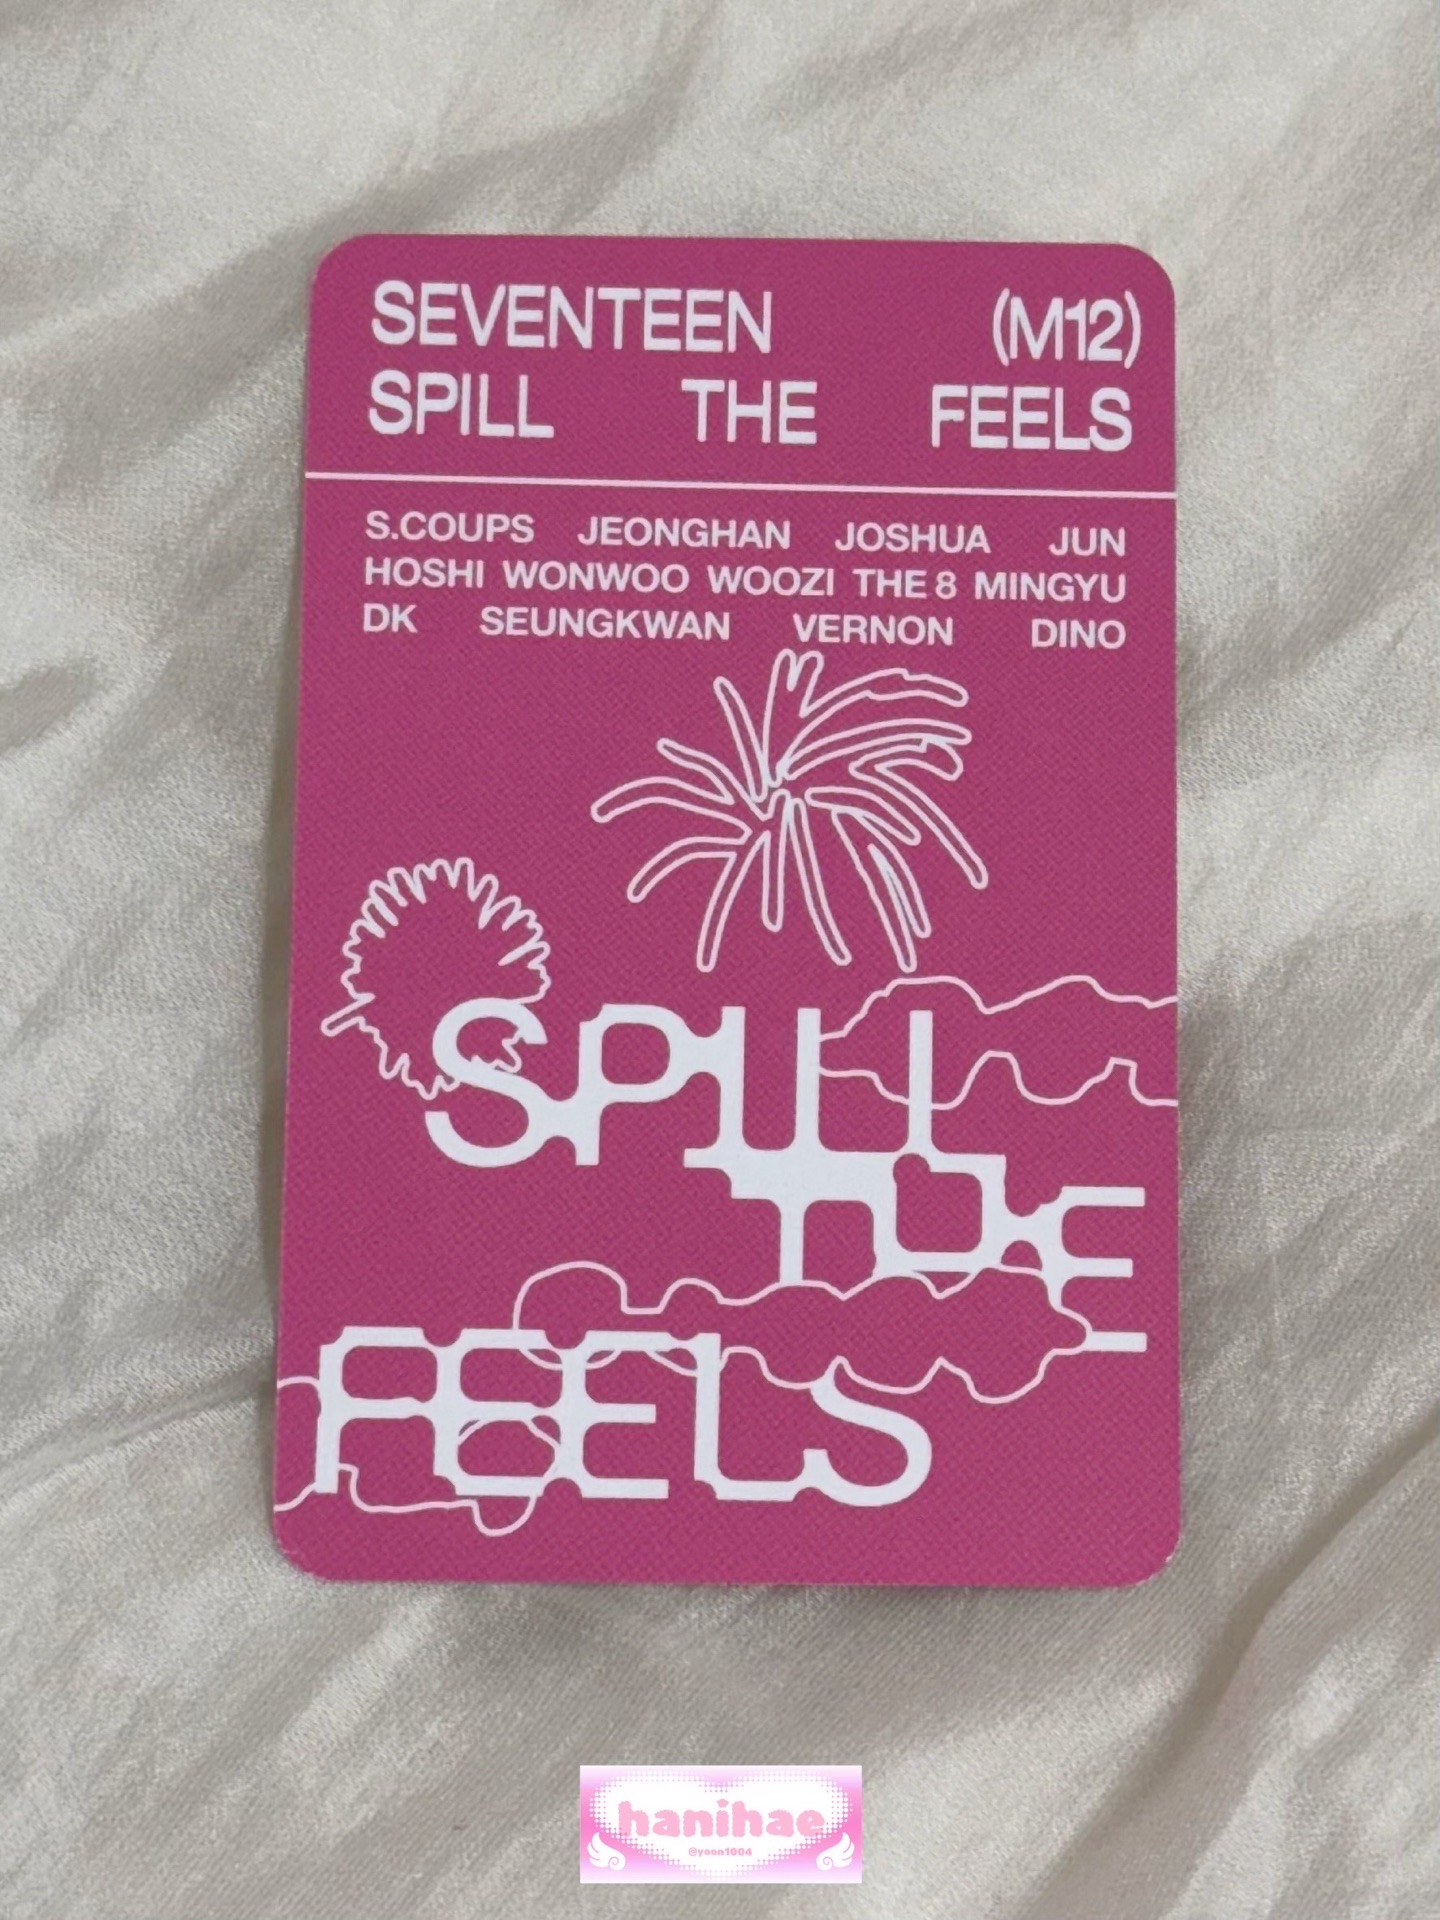 SEVENTEEN (M12)
SPILL THE FEELS
S.COUPS JEONGHAN JOSHUA JUN
HOSHI WONWOO WOOZI THE 8 MINGYU
DK SEUNGKWAN VERNON DINO
SPILL
THE
FEELS
hanihae
@yoon1004